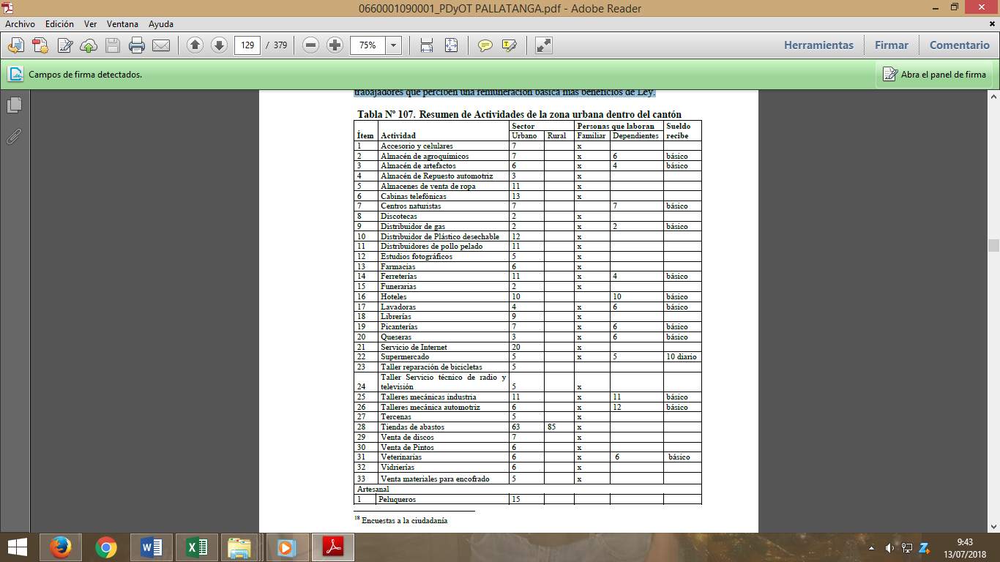 0660001090001_PDyOT PALLATANGA.pdf - Adobe Reader
Archivo Edición Ver Ventana Ayuda
129 / 379 75% Herramientas Firmar Comentario
Campos de firma detectados. Abra el panel de firma
trabajadores que perciben una remuneración básica más beneficios de Ley.
Tabla Nº 107. Resumen de Actividades de la zona urbana dentro del cantón
Sector Personas que laboran Sueldo
Ítem Actividad Urbano Rural Familiar Dependientes recibe
1 Accesorio y celulares 7 x
2 Almacén de agroquímicos 7 x 6 básico
3 Almacén de artefactos 6 x 4 básico
4 Almacén de Repuesto automotriz 3 x
5 Almacenes de venta de ropa 11 x
6 Cabinas telefónicas 13 x
7 Centros naturistas 7 7 básico
8 Discotecas 2 x
9 Distribuidor de gas 2 x 2 básico
10 Distribuidor de Plástico desechable 12 x
11 Distribuidores de pollo pelado 11 x
12 Estudios fotográficos 5 x
13 Farmacias 6 x
14 Ferreterías 11 x 4 básico
15 Funerarias 2 x
16 Hoteles 10 10 básico
17 Lavadoras 4 x 6 básico
18 Librerías 9 x
19 Picanterías 7 x 6 básico
20 Queseras 3 x 6 básico
21 Servicio de Internet 20 x
22 Supermercado 5 x 5 10 diario
23 Taller reparación de bicicletas 5
Taller Servicio técnico de radio y
24 televisión 5 x
25 Talleres mecánicas industria 11 x 11 básico
26 Talleres mecánica automotriz 6 x 12 básico
27 Tercenas 5 x
28 Tiendas de abastos 63 85 x
29 Venta de discos 7 x
30 Venta de Pintos 6 x
31 Veterinarias 6 x 6 básico
32 Vidrierías 6 x
33 Venta materiales para encofrado 5 x
Artesanal
1 Peluqueros 15
18 Encuestas a la ciudadanía
9:43
13/07/2018